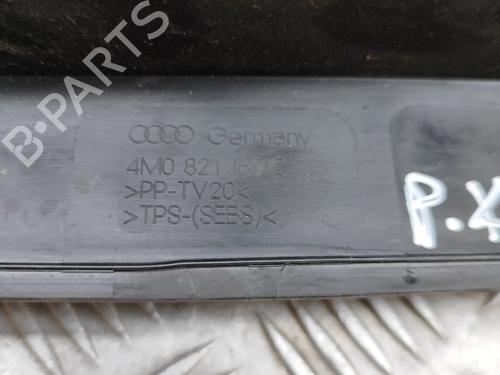 Germany
4M0 821
>PP-TV20<
>TPS-(SEBS)<
P.
B-PARTS